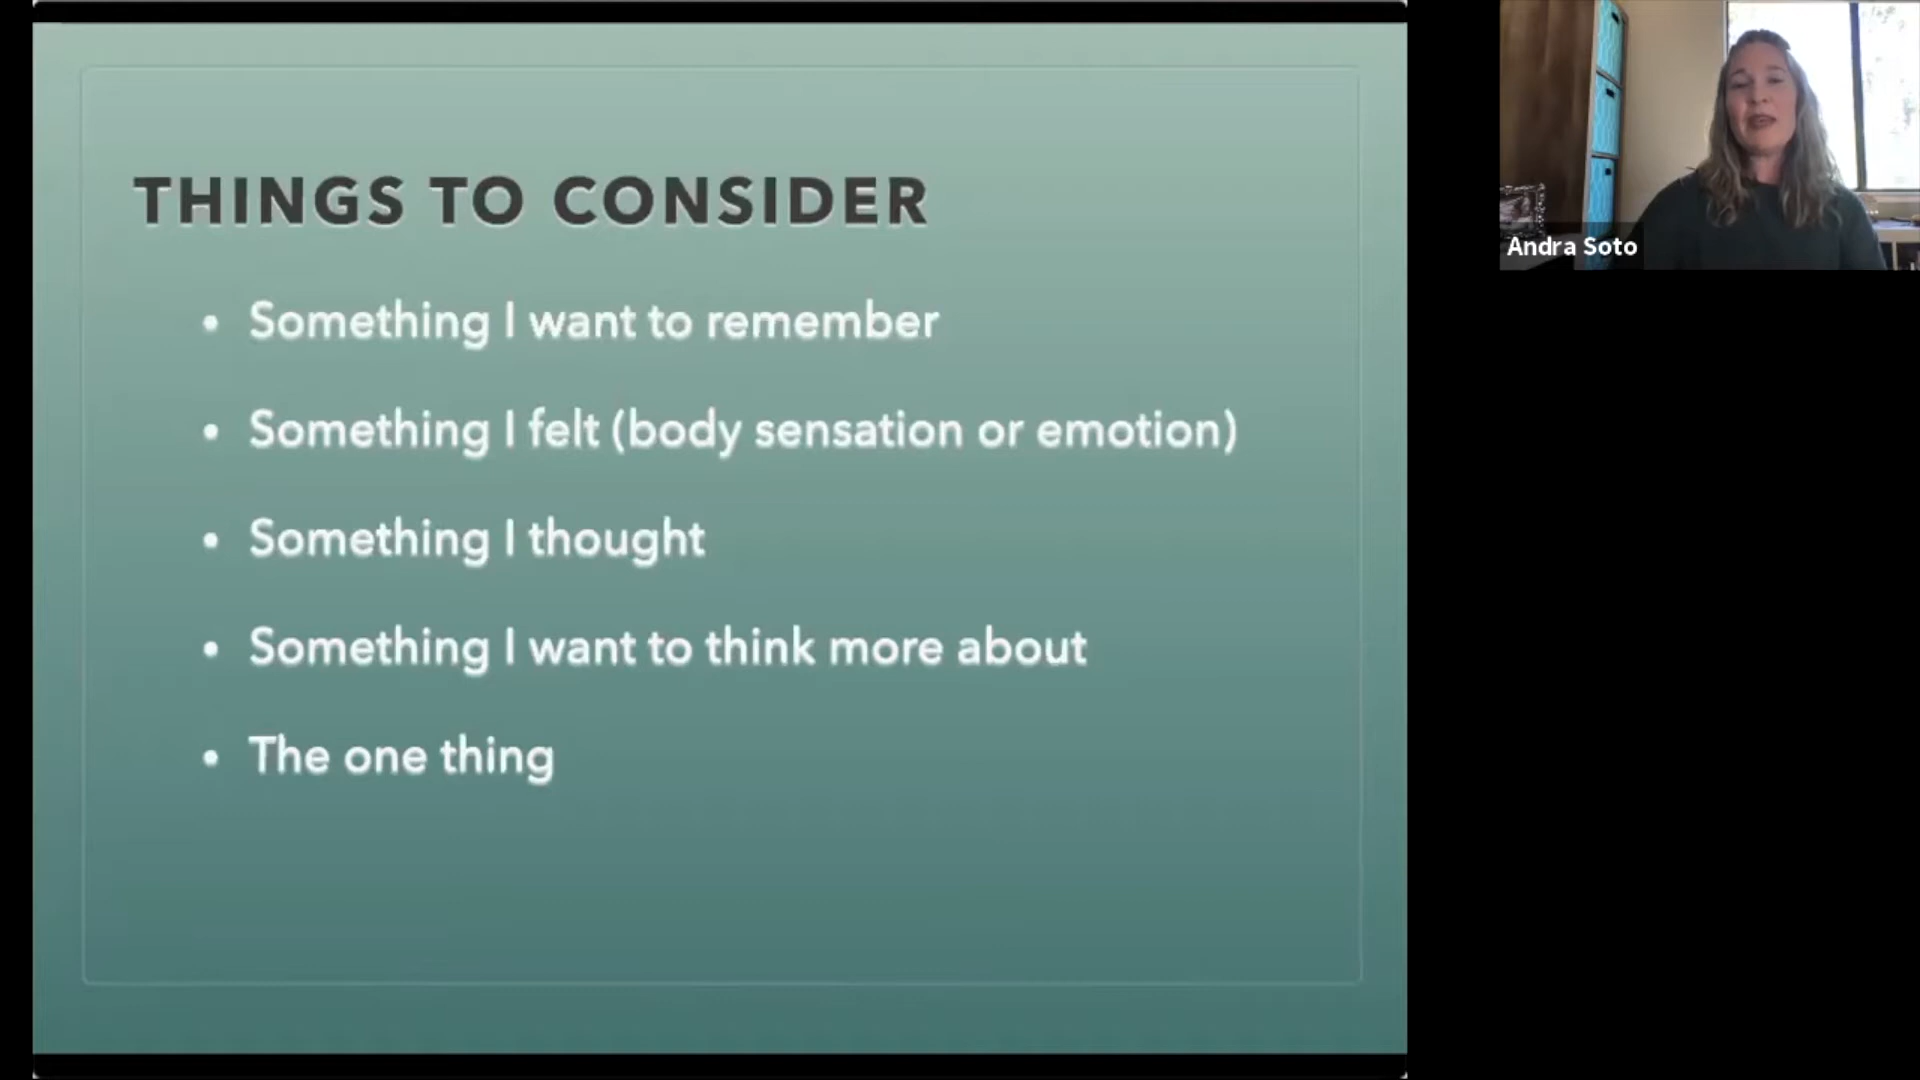 THINGS TO CONSIDER
• Something I want to remember
• Something I felt (body sensation or emotion)
• Something I thought
• Something I want to think more about
• The one thing
Andra Soto